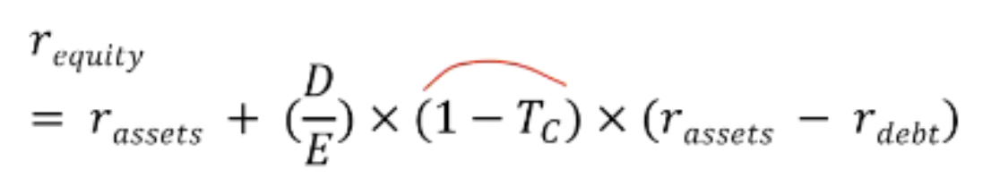 r_equity
= r_assets + (D/E) × (1 − T_C) × (r_assets − r_debt)